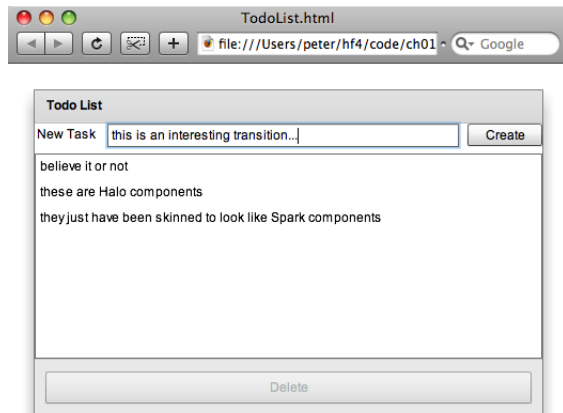 TodoList.html
file:///Users/peter/hf4/code/ch01
Google
Todo List
New Task this is an interesting transition... Create
believe it or not
these are Halo components
they just have been skinned to look like Spark components
Delete